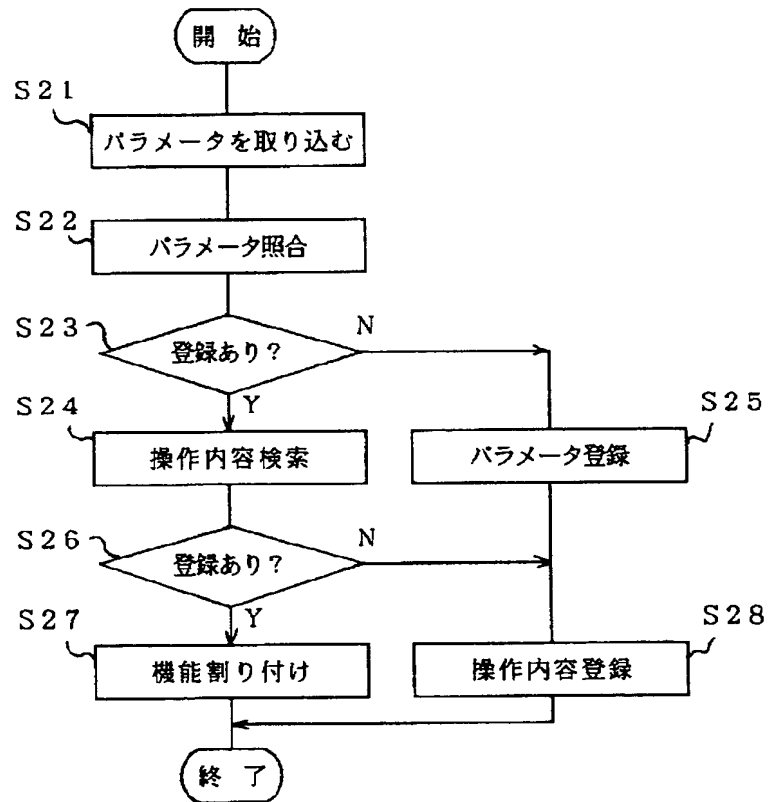 開 始
S21
パラメータを取り込む
S22
パラメータ照合
S23
登録あり?
N
Y
S24
操作内容検索
S25
パラメータ登録
S26
登録あり?
N
Y
S27
機能割り付け
S28
操作内容登録
終 了